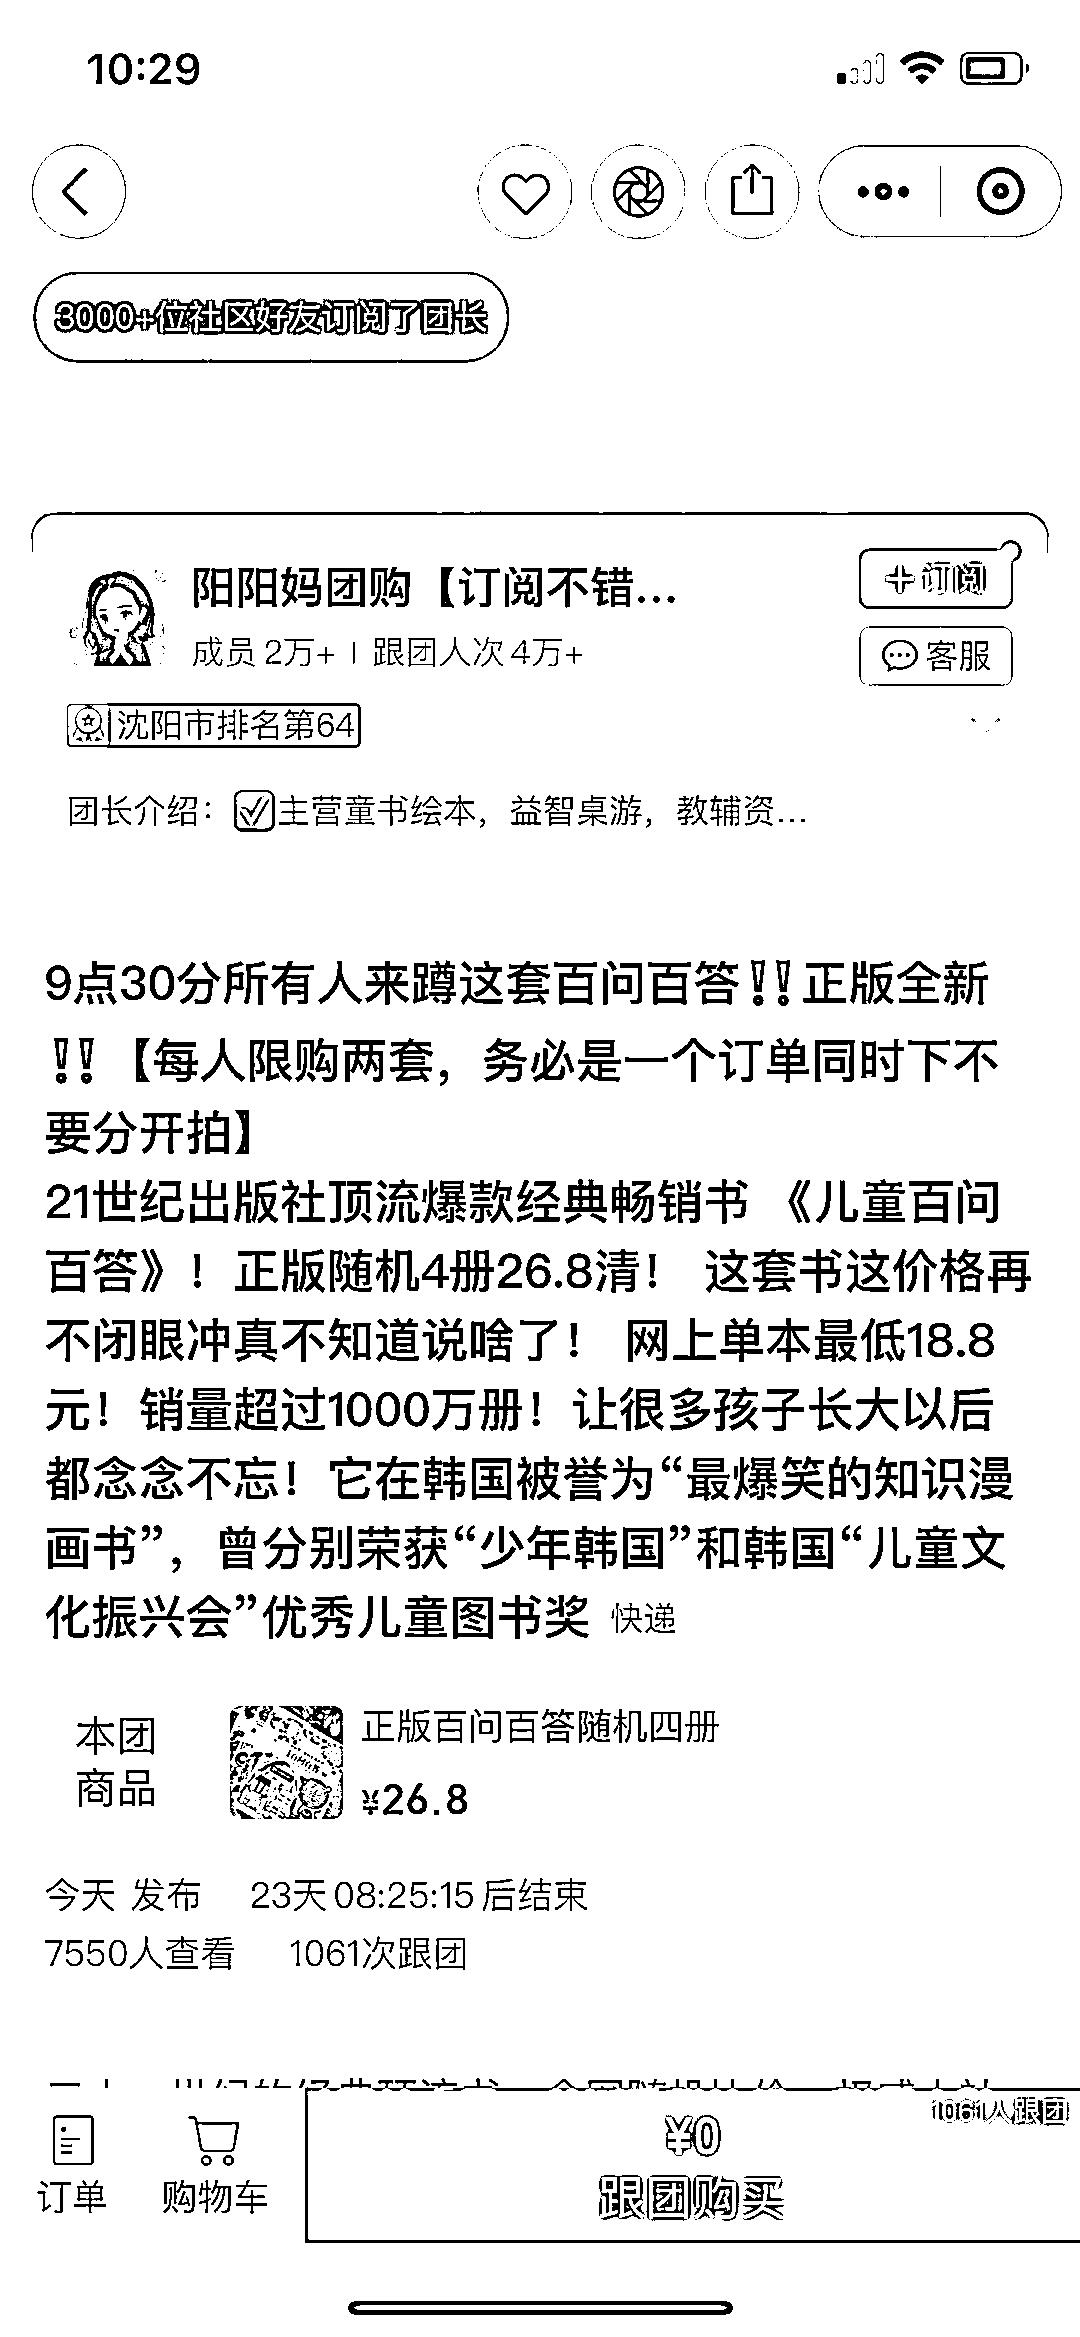 10:29
3000+位社区好友订阅了团长
阳阳妈团购【订阅不错...
+ 订阅
成员 2万+ | 跟团人次 4万+
客服
沈阳市排名第64
团长介绍：✅主营童书绘本，益智桌游，教辅资...
9点30分所有人来蹲这套百问百答‼️正版全新
‼️【每人限购两套，务必是一个订单同时下不
要分开拍】
21世纪出版社顶流爆款经典畅销书 《儿童百问
百答》！正版随机4册26.8清！ 这套书这价格再
不闭眼冲真不知道说啥了！ 网上单本最低18.8
元！销量超过1000万册！让很多孩子长大以后
都念念不忘！它在韩国被誉为“最爆笑的知识漫
画书”，曾分别荣获“少年韩国”和韩国“儿童文
化振兴会”优秀儿童图书奖 快递
本团
商品
正版百问百答随机四册
¥26.8
今天 发布 23天 08:25:15 后结束
7550人查看 1061次跟团
1061人跟团
¥0
跟团购买
订单
购物车